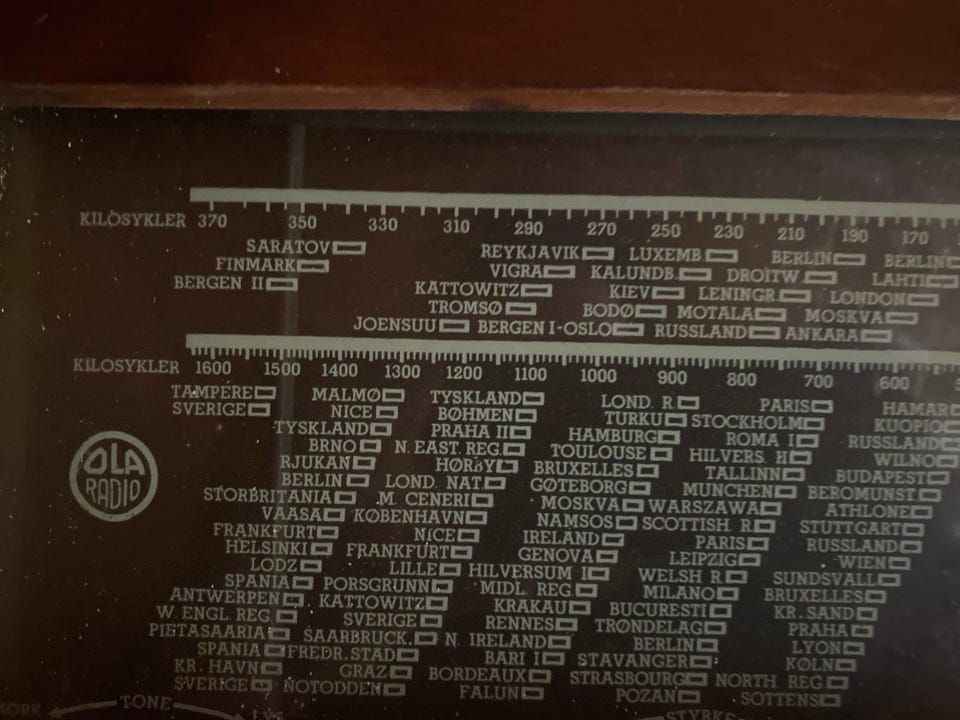 KILOSYKLER 370 350 330 310 290 270 250 230 210 190 170
SARATOV REYKJAVIK LUXEMB. BERLIN BERLIN
FINMARK VIGRA KALUNDB. DROITW. LAHTI
BERGEN II KATTOWITZ KIEV LENINGR. LONDON
TROMSØ BODØ MOTALA MOSKVA
JOENSUU BERGEN I-OSLO RUSSLAND ANKARA
KILOSYKLER 1600 1500 1400 1300 1200 1100 1000 900 800 700 600
TAMPERE MALMØ TYSKLAND LOND. R. PARIS HAMAR
SVERIGE NICE BØHMEN TURKU STOCKHOLM KUOPIO
TYSKLAND PRAHA II HAMBURG ROMA I RUSSLAND
BRNO N. EAST. REG. TOULOUSE HILVERS. II WILNO
RJUKAN HØRBY BRUXELLES TALLINN BUDAPEST
BERLIN LOND. NAT. GØTEBORG MUNCHEN BEROMUNST.
STORBRITANIA M. CENERI MOSKVA WARSZAWA ATHLONE
VAASA KØBENHAVN NAMSOS SCOTTISH. R. STUTTGART
FRANKFURT NICE IRELAND PARIS RUSSLAND
HELSINKI FRANKFURT GENOVA LEIPZIG WIEN
LODZ LILLE HILVERSUM I WELSH R. SUNDSVALL
SPANIA PORSGRUNN MIDL. REG. MILANO BRUXELLES
ANTWERPEN KATTOWITZ KRAKAU BUCURESTI KR. SAND
W. ENGL. REG. SVERIGE RENNES TRØNDELAG PRAHA
PIETASAARIA SAARBRUCK. N. IRELAND BERLIN LYON
SPANIA FREDR.STAD BARI I STAVANGER KØLN
KR. HAVN GRAZ BORDEAUX STRASBOURG NORTH REG.
SVERIGE NOTODDEN FALUN POZAN SOTTENS
OLA
RADIO
TONE